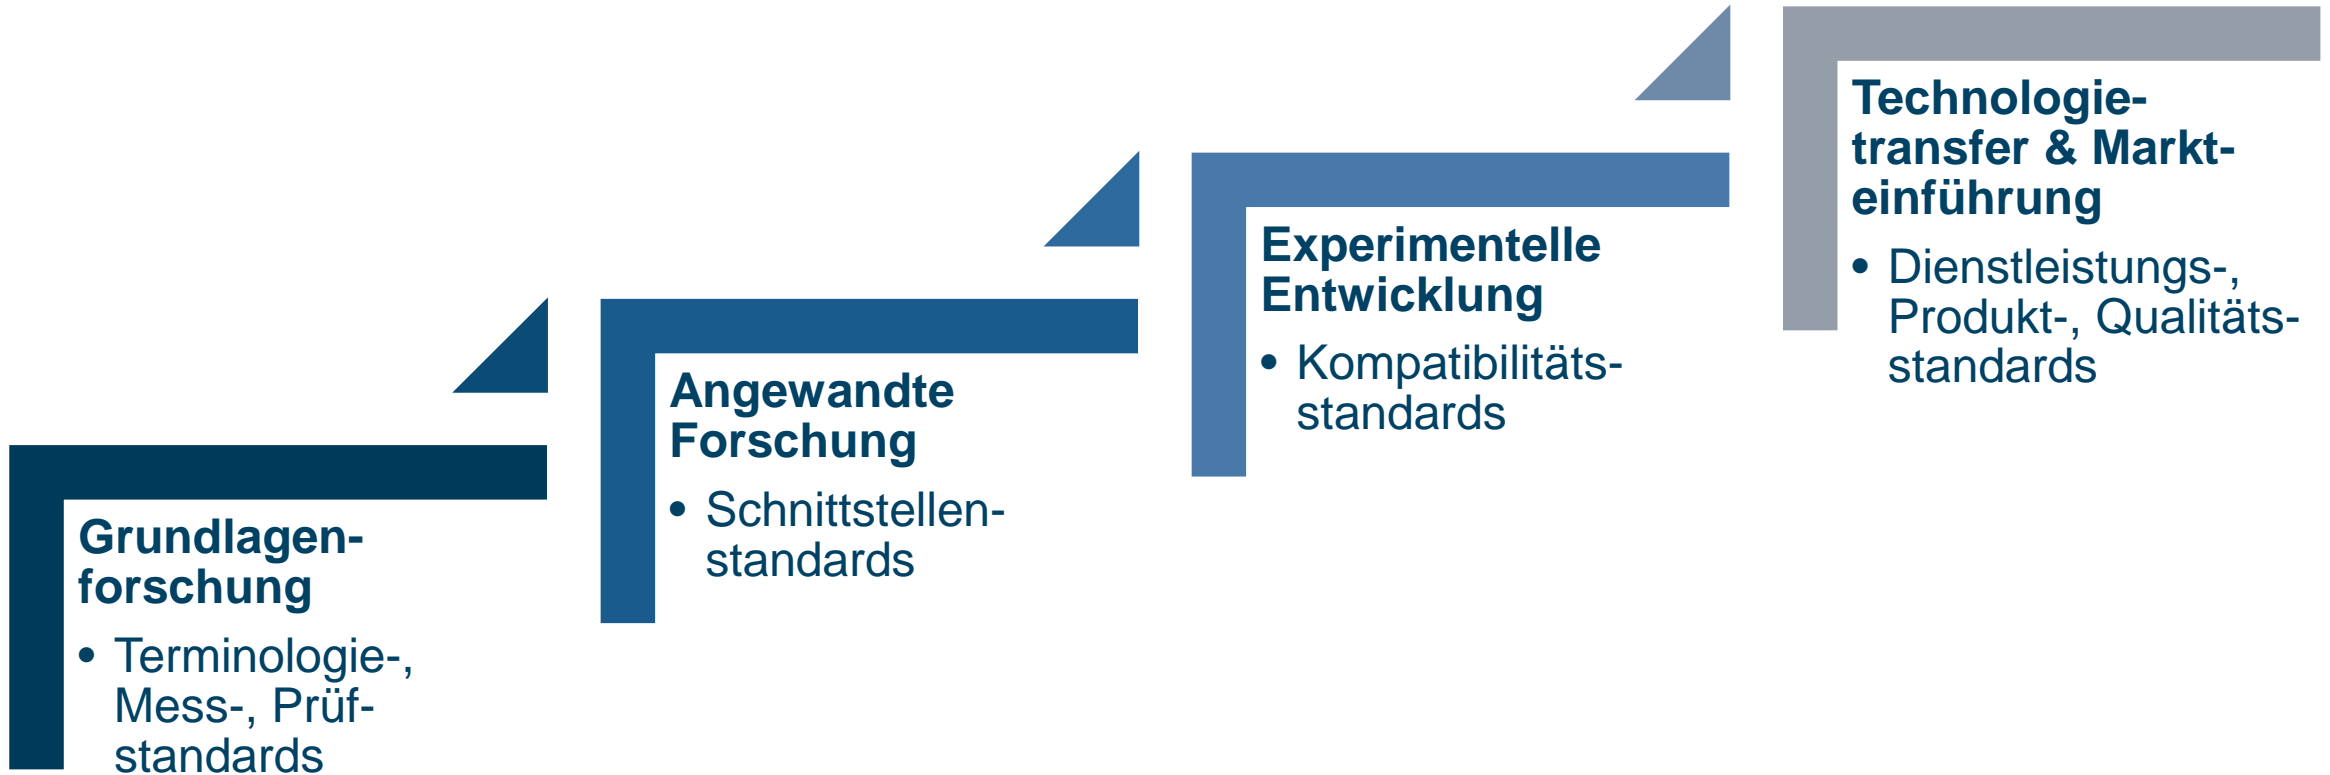 Grundlagen-
forschung
• Terminologie-,
Mess-, Prüf-
standards
Angewandte
Forschung
• Schnittstellen-
standards
Experimentelle
Entwicklung
• Kompatibilitäts-
standards
Technologie-
transfer & Markt-
einführung
• Dienstleistungs-,
Produkt-, Qualitäts-
standards